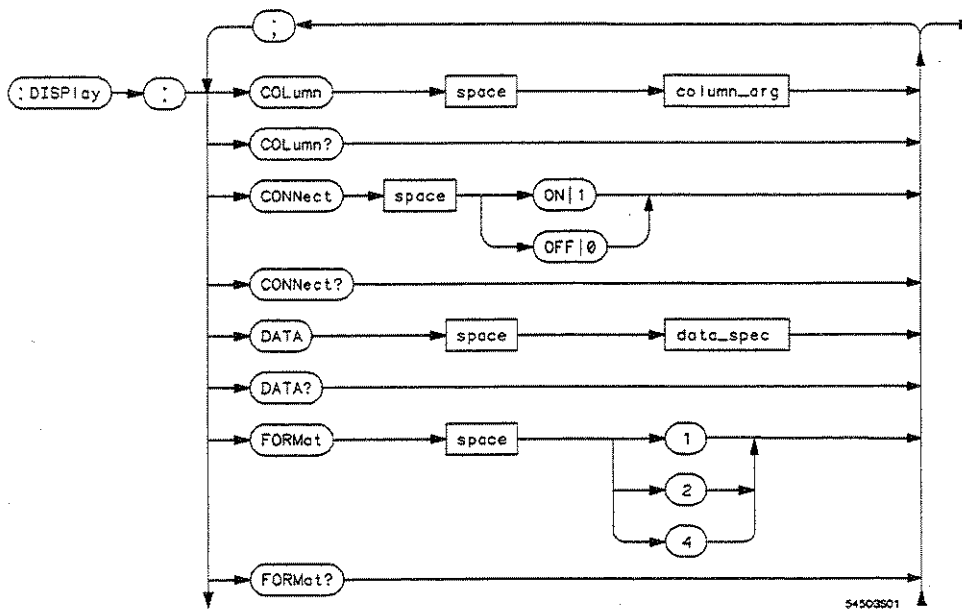 ;
:DISPlay : COLumn space column_arg
COLumn?
CONNect space ON|1
OFF|0
CONNect?
DATA space data_spec
DATA?
FORMat space 1
2
4
FORMat?
54503S01